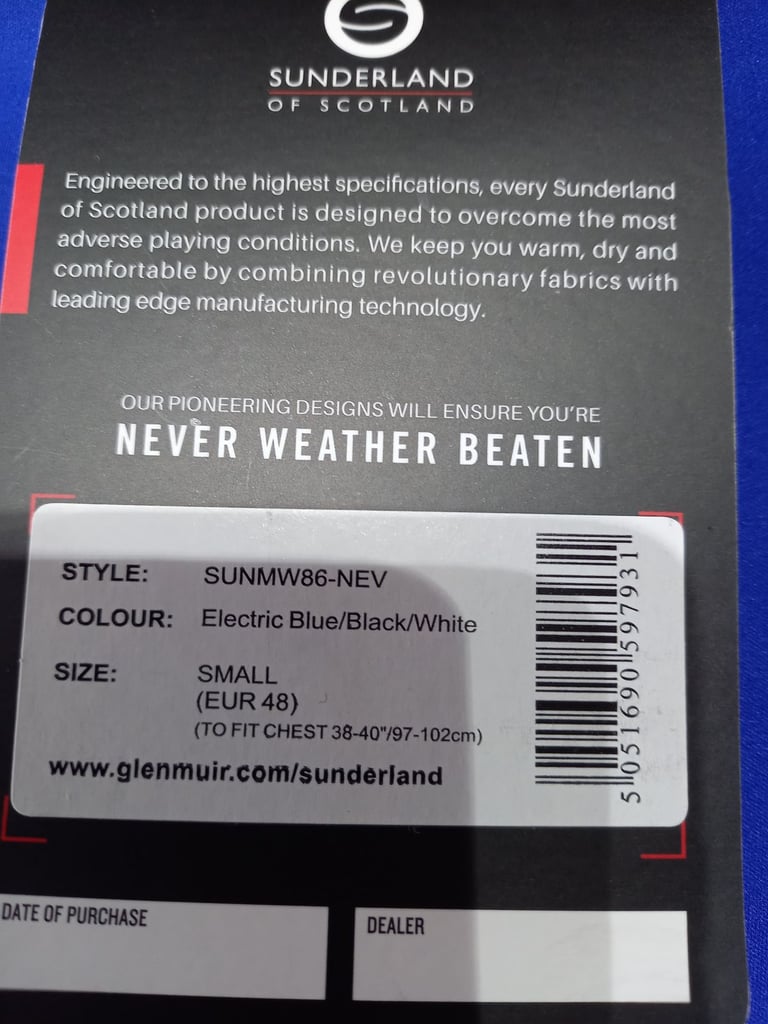 SUNDERLAND
OF SCOTLAND
Engineered to the highest specifications, every Sunderland
of Scotland product is designed to overcome the most
adverse playing conditions. We keep you warm, dry and
comfortable by combining revolutionary fabrics with
leading edge manufacturing technology.
OUR PIONEERING DESIGNS WILL ENSURE YOU'RE
NEVER WEATHER BEATEN
STYLE: SUNMW86-NEV
COLOUR: Electric Blue/Black/White
SIZE: SMALL
(EUR 48)
(TO FIT CHEST 38-40"/97-102cm)
www.glenmuir.com/sunderland
5 051690 597931
DATE OF PURCHASE
DEALER